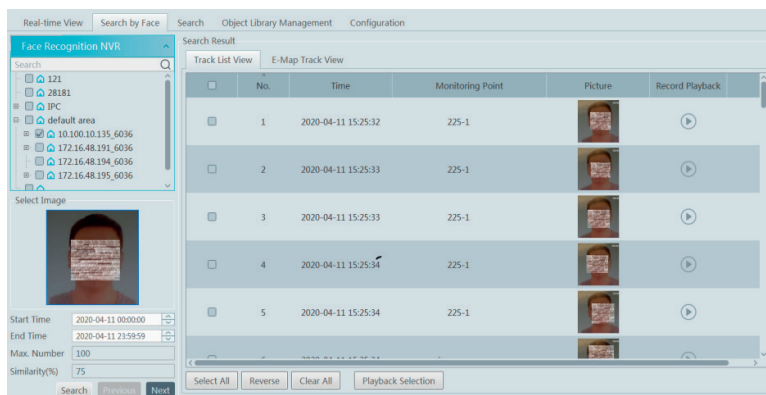 Real-time View Search by Face Search Object Library Management Configuration
Face Recognition NVR
Search
121
28181
IPC
default area
10.100.10.135_6036
172.16.48.191_6036
172.16.48.194_6036
172.16.48.195_6036
Select Image
Start Time 2020-04-11 00:00:00
End Time 2020-04-11 23:59:59
Max. Number 100
Similarity(%) 75
Search Previous Next
Search Result
Track List View E-Map Track View
No. Time Monitoring Point Picture Record Playback
1 2020-04-11 15:25:32 225-1
2 2020-04-11 15:25:33 225-1
3 2020-04-11 15:25:33 225-1
4 2020-04-11 15:25:34 225-1
5 2020-04-11 15:25:34 225-1
Select All Reverse Clear All Playback Selection